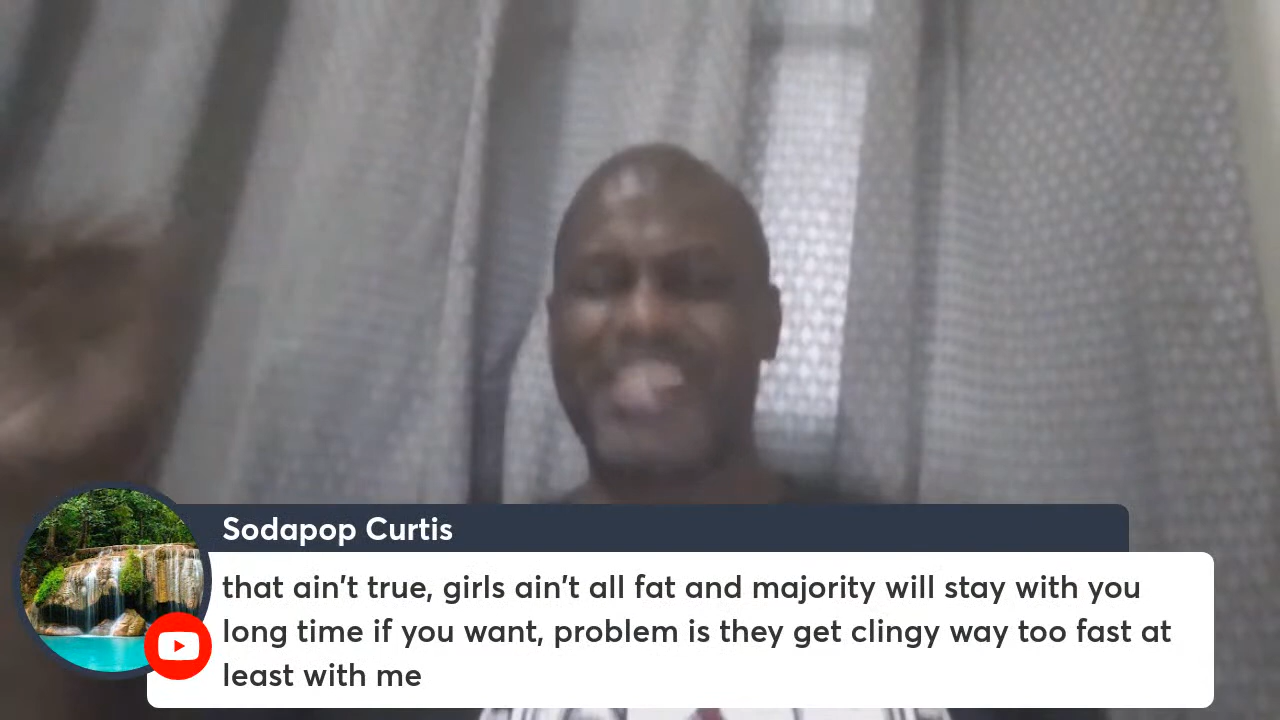 Sodapop Curtis
that ain't true, girls ain't all fat and majority will stay with you
long time if you want, problem is they get clingy way too fast at
least with me